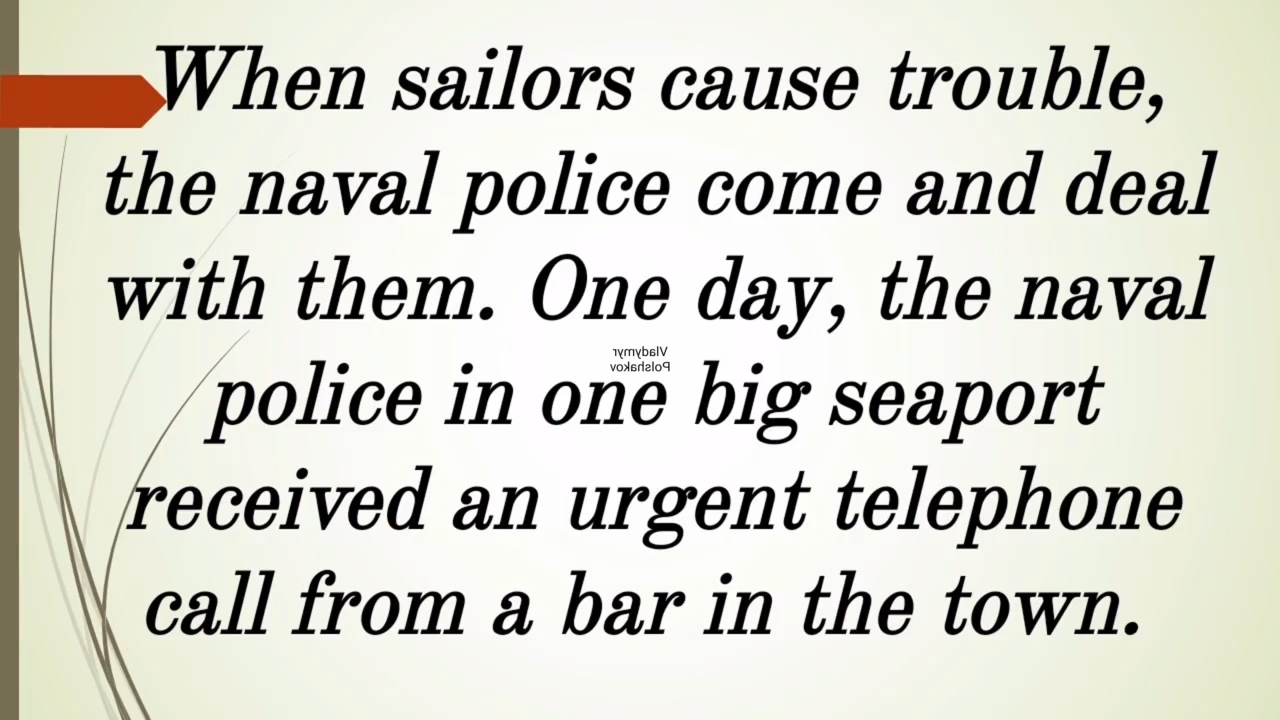 When sailors cause trouble,
the naval police come and deal
with them. One day, the naval
Vladymyr
Polshakov
police in one big seaport
received an urgent telephone
call from a bar in the town.